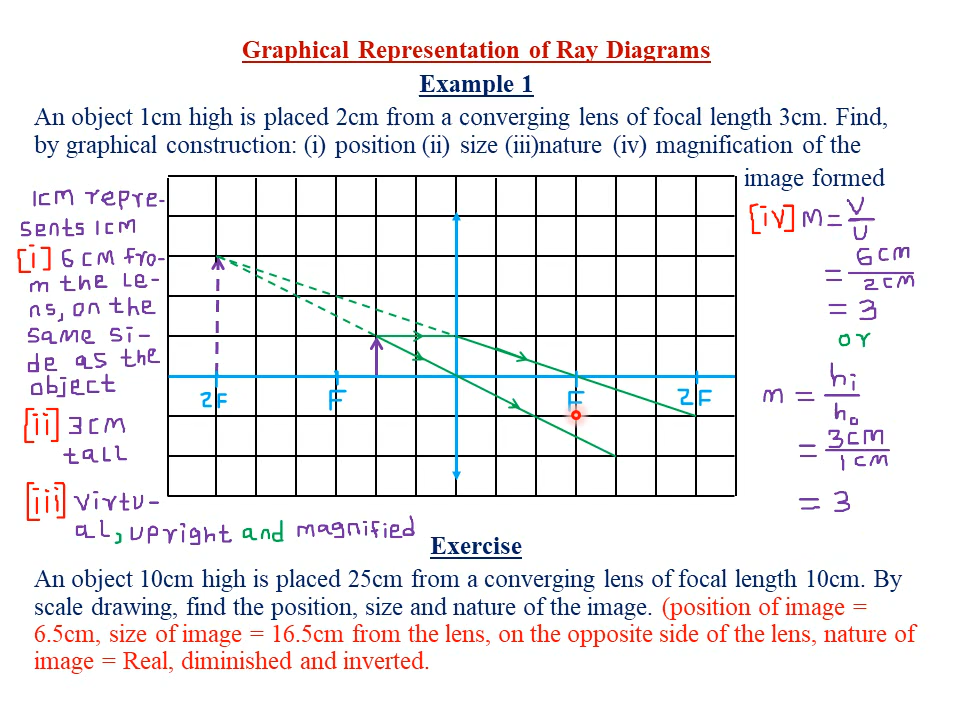 Graphical Representation of Ray Diagrams
Example 1
An object 1cm high is placed 2cm from a converging lens of focal length 3cm. Find,
by graphical construction: (i) position (ii) size (iii)nature (iv) magnification of the
image formed
1cm repre-
sents 1cm
[i] 6cm fro-
m the le-
ns, on the
same si-
de as the
object
[ii] 3cm
tall
[iii] virtu-
al, upright and magnified
2F F F 2F
[iv] m = v/u
= 6cm/2cm
= 3
or
m = hi/ho
= 3cm/1cm
= 3
Exercise
An object 10cm high is placed 25cm from a converging lens of focal length 10cm. By
scale drawing, find the position, size and nature of the image. (position of image =
6.5cm, size of image = 16.5cm from the lens, on the opposite side of the lens, nature of
image = Real, diminished and inverted.